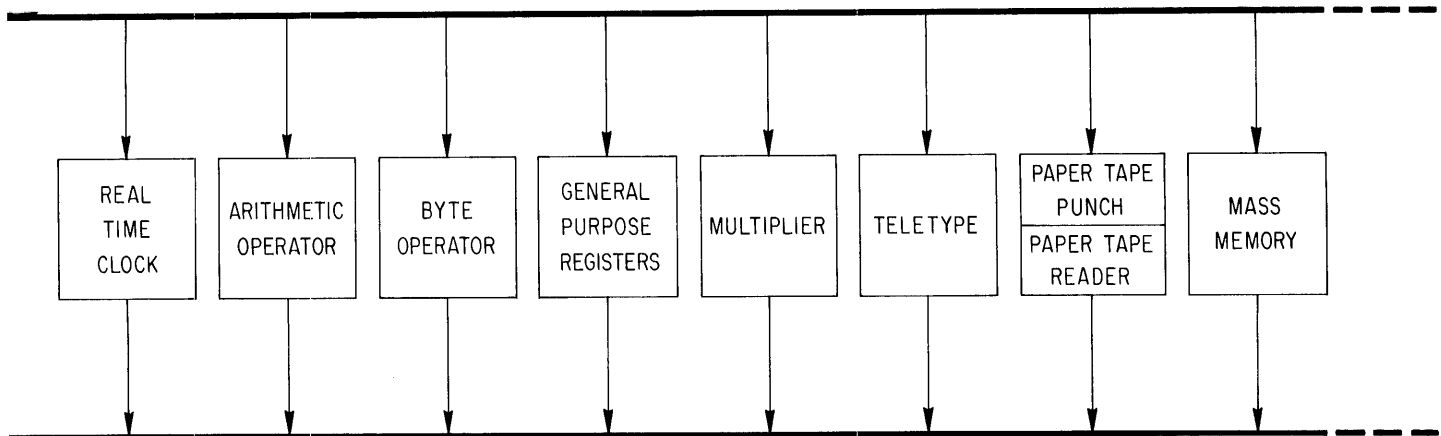 REAL
TIME
CLOCK
ARITHMETIC
OPERATOR
BYTE
OPERATOR
GENERAL
PURPOSE
REGISTERS
MULTIPLIER
TELETYPE
PAPER TAPE
PUNCH
PAPER TAPE
READER
MASS
MEMORY